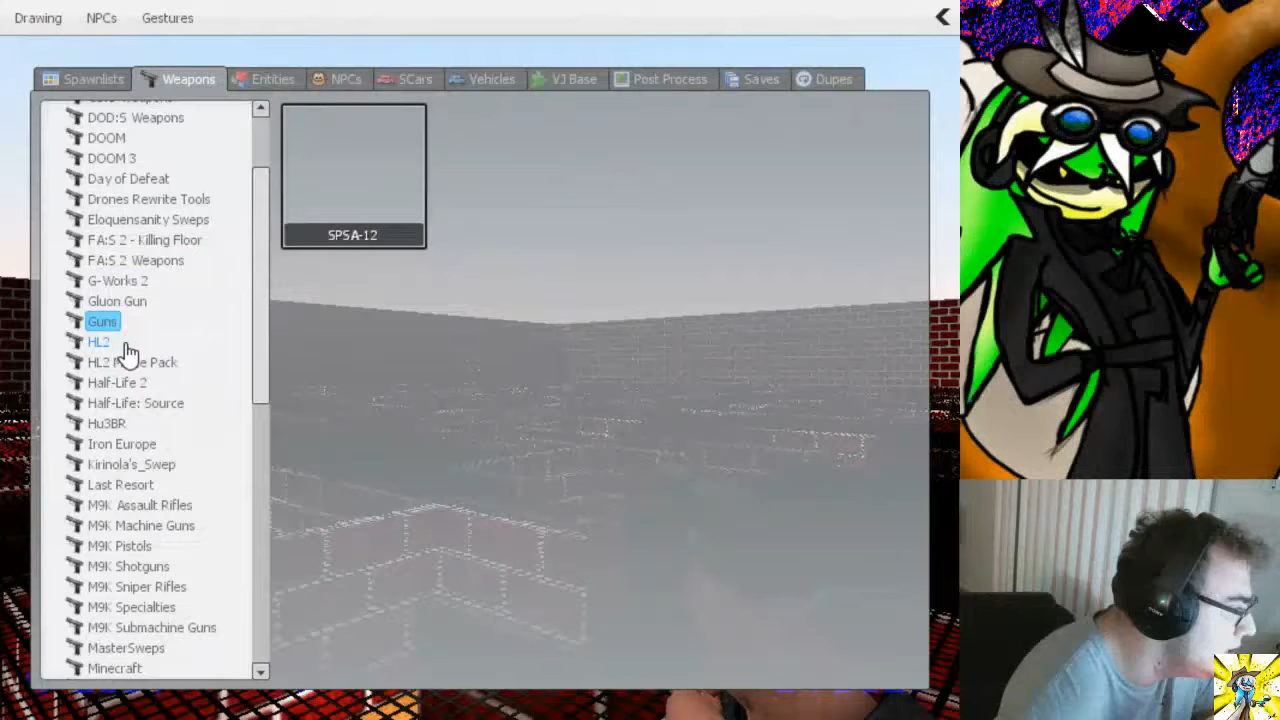 Drawing NPCs Gestures
Spawnlists Weapons Entities NPCs SCars Vehicles VJ Base Post Process Saves Dupes
DOD:S Weapons
DOOM
DOOM 3
Day of Defeat
Drones Rewrite Tools
Eloquensanity Sweps
FA:S 2 - Killing Floor
FA:S 2 Weapons
G-Works 2
Gluon Gun
Guns
HL2
HL2 Pack
Half-Life 2
Half-Life: Source
Hu3BR
Iron Europe
Kirinola's_Swep
Last Resort
M9K Assault Rifles
M9K Machine Guns
M9K Pistols
M9K Shotguns
M9K Sniper Rifles
M9K Specialties
M9K Submachine Guns
MasterSweps
Minecraft
SPSA-12